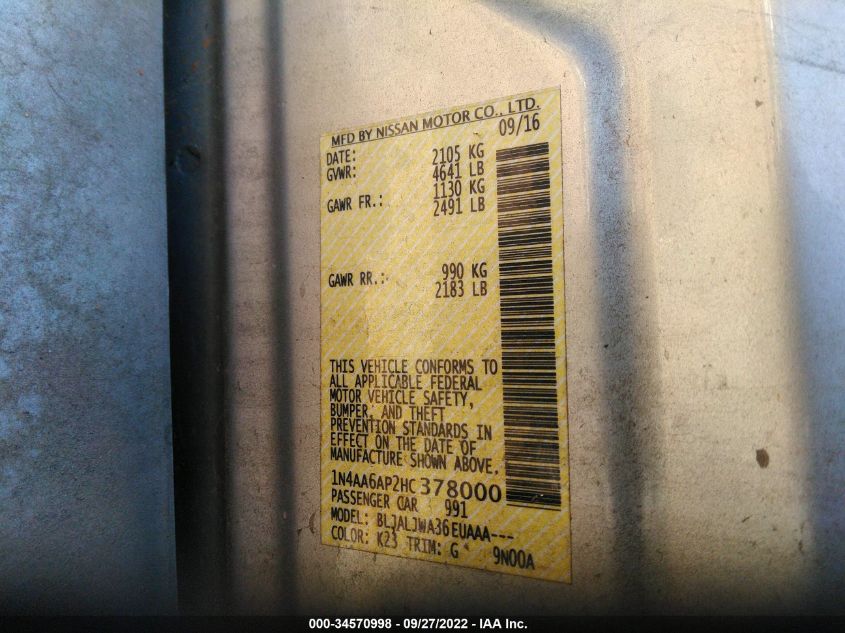 MFD BY NISSAN MOTOR CO., LTD.
DATE: 09/16
GVWR: 2105 KG
4641 LB
GAWR FR.: 1130 KG
2491 LB
GAWR RR.: 990 KG
2183 LB
THIS VEHICLE CONFORMS TO
ALL APPLICABLE FEDERAL
MOTOR VEHICLE SAFETY,
BUMPER, AND THEFT
PREVENTION STANDARDS IN
EFFECT ON THE DATE OF
MANUFACTURE SHOWN ABOVE.
1N4AA6AP2HC378000
PASSENGER CAR 991
MODEL: BLJALJWA36EUAAA---
COLOR: K23 TRIM: G 9N00A
000-34570998 - 09/27/2022 - IAA Inc.